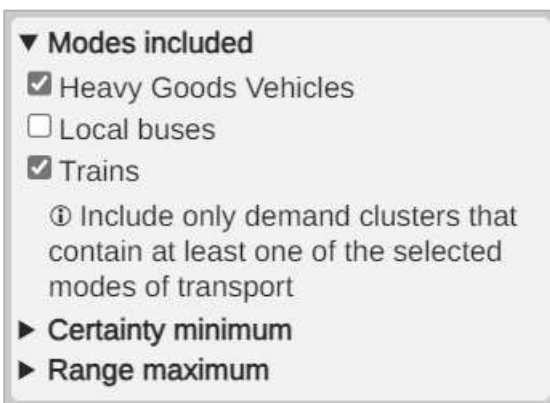 ▼ Modes included
Heavy Goods Vehicles
Local buses
Trains
🛈 Include only demand clusters that
contain at least one of the selected
modes of transport
▶ Certainty minimum
▶ Range maximum